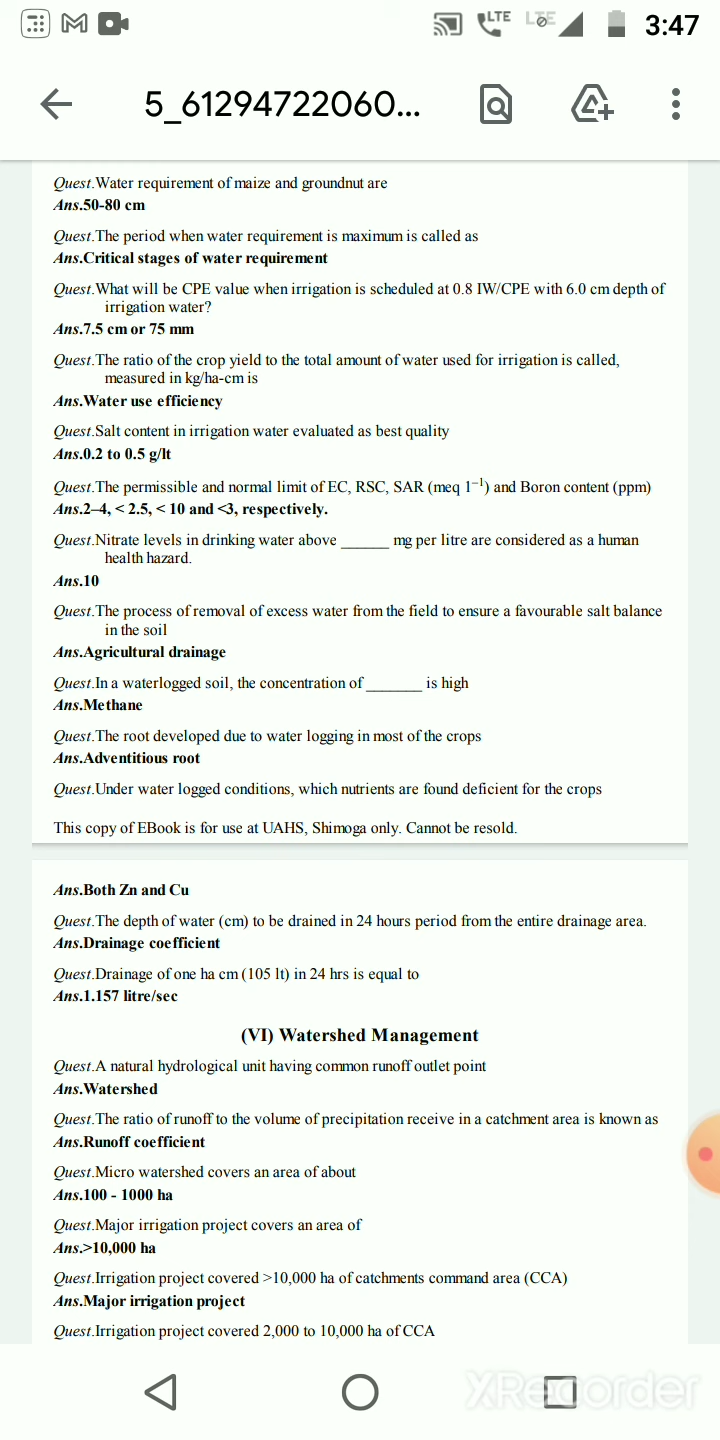 3:47
LTE
LTE
5_61294722060...
Quest.Water requirement of maize and groundnut are
Ans.50-80 cm
Quest.The period when water requirement is maximum is called as
Ans.Critical stages of water requirement
Quest.What will be CPE value when irrigation is scheduled at 0.8 IW/CPE with 6.0 cm depth of
irrigation water?
Ans.7.5 cm or 75 mm
Quest.The ratio of the crop yield to the total amount of water used for irrigation is called,
measured in kg/ha-cm is
Ans.Water use efficiency
Quest.Salt content in irrigation water evaluated as best quality
Ans.0.2 to 0.5 g/lt
Quest.The permissible and normal limit of EC, RSC, SAR (meq 1⁻¹) and Boron content (ppm)
Ans.2–4, < 2.5, < 10 and <3, respectively.
Quest.Nitrate levels in drinking water above ______ mg per litre are considered as a human
health hazard.
Ans.10
Quest.The process of removal of excess water from the field to ensure a favourable salt balance
in the soil
Ans.Agricultural drainage
Quest.In a waterlogged soil, the concentration of _______ is high
Ans.Methane
Quest.The root developed due to water logging in most of the crops
Ans.Adventitious root
Quest.Under water logged conditions, which nutrients are found deficient for the crops
This copy of EBook is for use at UAHS, Shimoga only. Cannot be resold.
Ans.Both Zn and Cu
Quest.The depth of water (cm) to be drained in 24 hours period from the entire drainage area.
Ans.Drainage coefficient
Quest.Drainage of one ha cm (105 lt) in 24 hrs is equal to
Ans.1.157 litre/sec
(VI) Watershed Management
Quest.A natural hydrological unit having common runoff outlet point
Ans.Watershed
Quest.The ratio of runoff to the volume of precipitation receive in a catchment area is known as
Ans.Runoff coefficient
Quest.Micro watershed covers an area of about
Ans.100 - 1000 ha
Quest.Major irrigation project covers an area of
Ans.>10,000 ha
Quest.Irrigation project covered >10,000 ha of catchments command area (CCA)
Ans.Major irrigation project
Quest.Irrigation project covered 2,000 to 10,000 ha of CCA
XRecorder